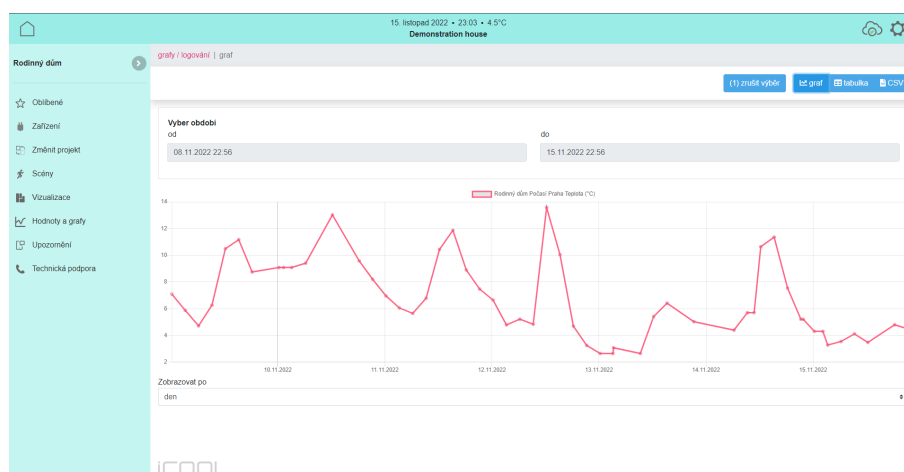 15. listopad 2022 • 23:03 • 4.5°C
Demonstration house
Rodinný dům
grafy / logování | graf
(1) zrušit výběr
graf
tabulka
CSV
Oblíbené
Zařízení
Změnit projekt
Scény
Vizualizace
Hodnoty a grafy
Upozornění
Technická podpora
Vyber období
od
do
08.11.2022 22:56
15.11.2022 22:56
Rodinný dům Počasí Praha Teplota (°C)
14
12
10
8
6
4
2
10.11.2022
11.11.2022
12.11.2022
13.11.2022
14.11.2022
15.11.2022
Zobrazovat po
den